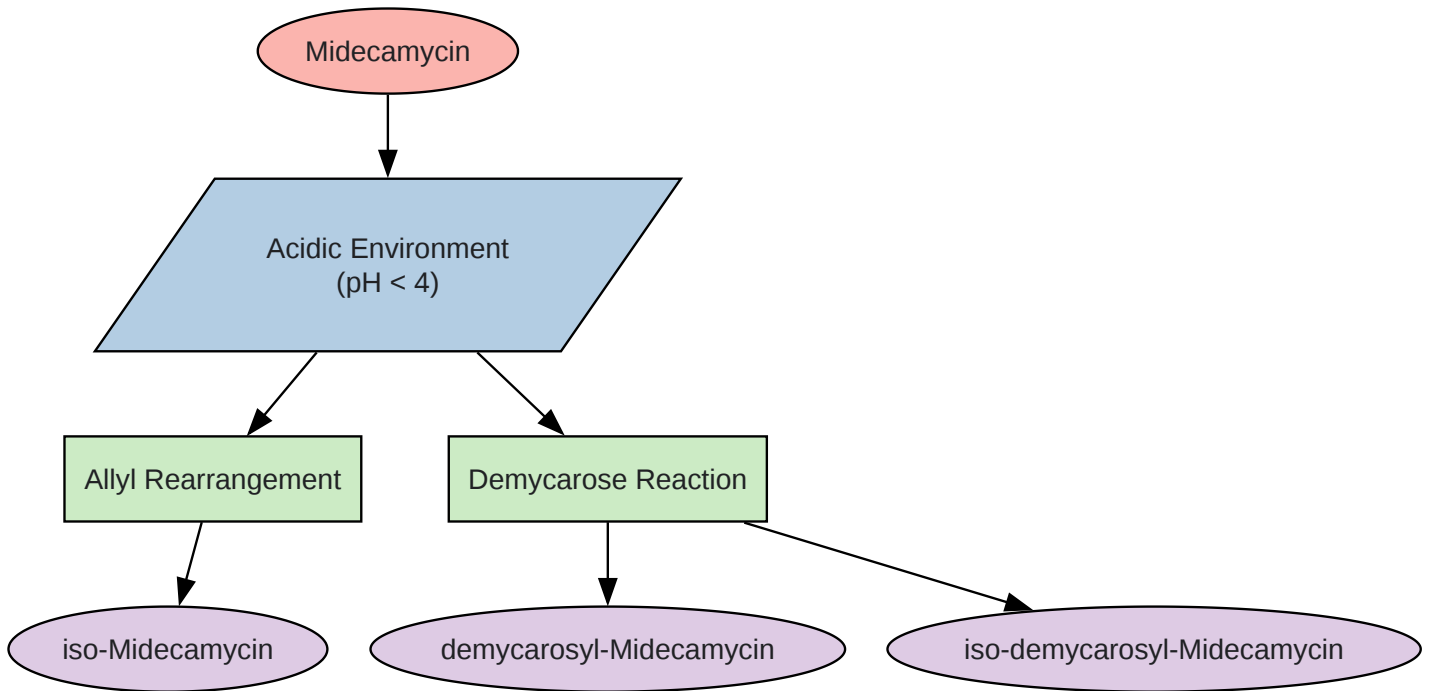 Midecamycin
Acidic Environment
(pH < 4)
Allyl Rearrangement
Demycarose Reaction
iso-Midecamycin
demycarosyl-Midecamycin
iso-demycarosyl-Midecamycin